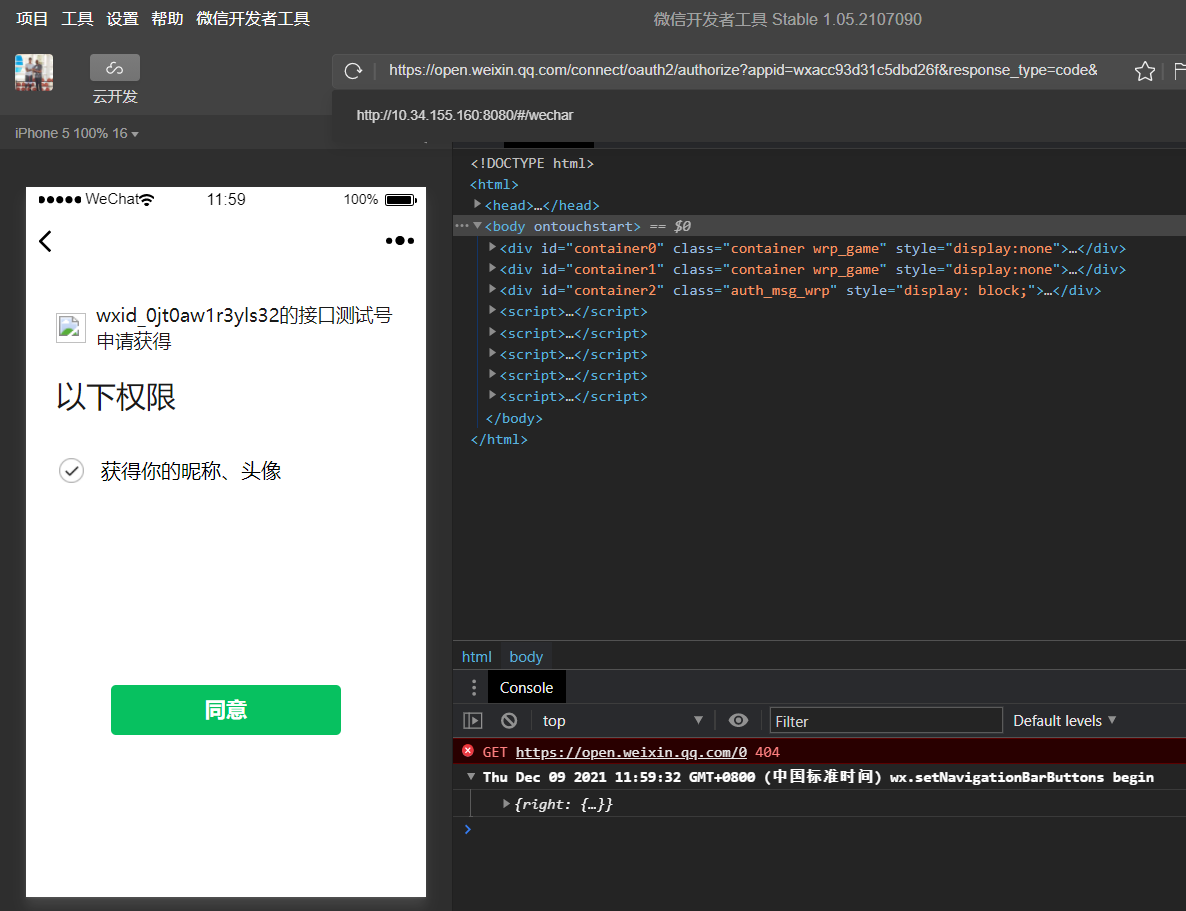 项目 工具 设置 帮助 微信开发者工具
微信开发者工具 Stable 1.05.2107090
云开发
https://open.weixin.qq.com/connect/oauth2/authorize?appid=wxacc93d31c5dbd26f&response_type=code&
http://10.34.155.160:8080/#/wechar
iPhone 5 100% 16
WeChat 11:59 100%
wxid_0jt0aw1r3yls32的接口测试号
申请获得
以下权限
获得你的昵称、头像
同意
<!DOCTYPE html>
<html>
<head>…</head>
<body ontouchstart> == $0
<div id="container0" class="container wrp_game" style="display:none">…</div>
<div id="container1" class="container wrp_game" style="display:none">…</div>
<div id="container2" class="auth_msg_wrp" style="display: block;">…</div>
<script>…</script>
<script>…</script>
<script>…</script>
<script>…</script>
<script>…</script>
</body>
</html>
html body
Console
top Filter Default levels
GET https://open.weixin.qq.com/0 404
Thu Dec 09 2021 11:59:32 GMT+0800 (中国标准时间) wx.setNavigationBarButtons begin
{right: {…}}